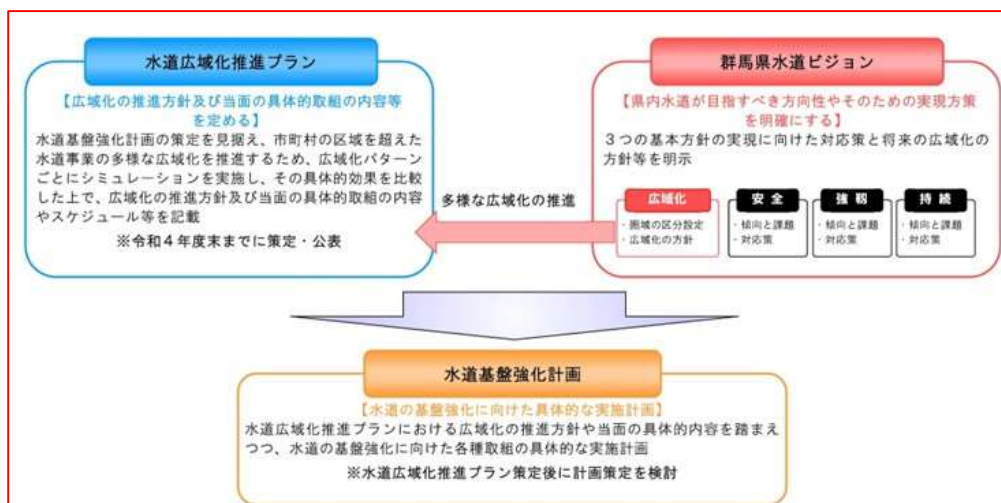 水道広域化推進プラン
【広域化の推進方針及び当面の具体的取組の内容等
を定める】
水道基盤強化計画の策定を見据え、市町村の区域を超えた
水道事業の多様な広域化を推進するため、広域化パターン
ごとにシミュレーションを実施し、その具体的効果を比較
した上で、広域化の推進方針及び当面の具体的取組の内容
やスケジュール等を記載
※令和４年度末までに策定・公表
多様な広域化の推進
群馬県水道ビジョン
【県内水道が目指すべき方向性やそのための実現方策
を明確にする】
３つの基本方針の実現に向けた対応策と将来の広域化の
方針等を明示
広域化
・圏域の区分設定
・広域化の方針
安 全
・傾向と課題
・対応策
強 靭
・傾向と課題
・対応策
持 続
・傾向と課題
・対応策
水道基盤強化計画
【水道の基盤強化に向けた具体的な実施計画】
水道広域化推進プランにおける広域化の推進方針や当面の具体的内容を踏まえ
つつ、水道の基盤強化に向けた各種取組の具体的な実施計画
※水道広域化推進プラン策定後に計画策定を検討